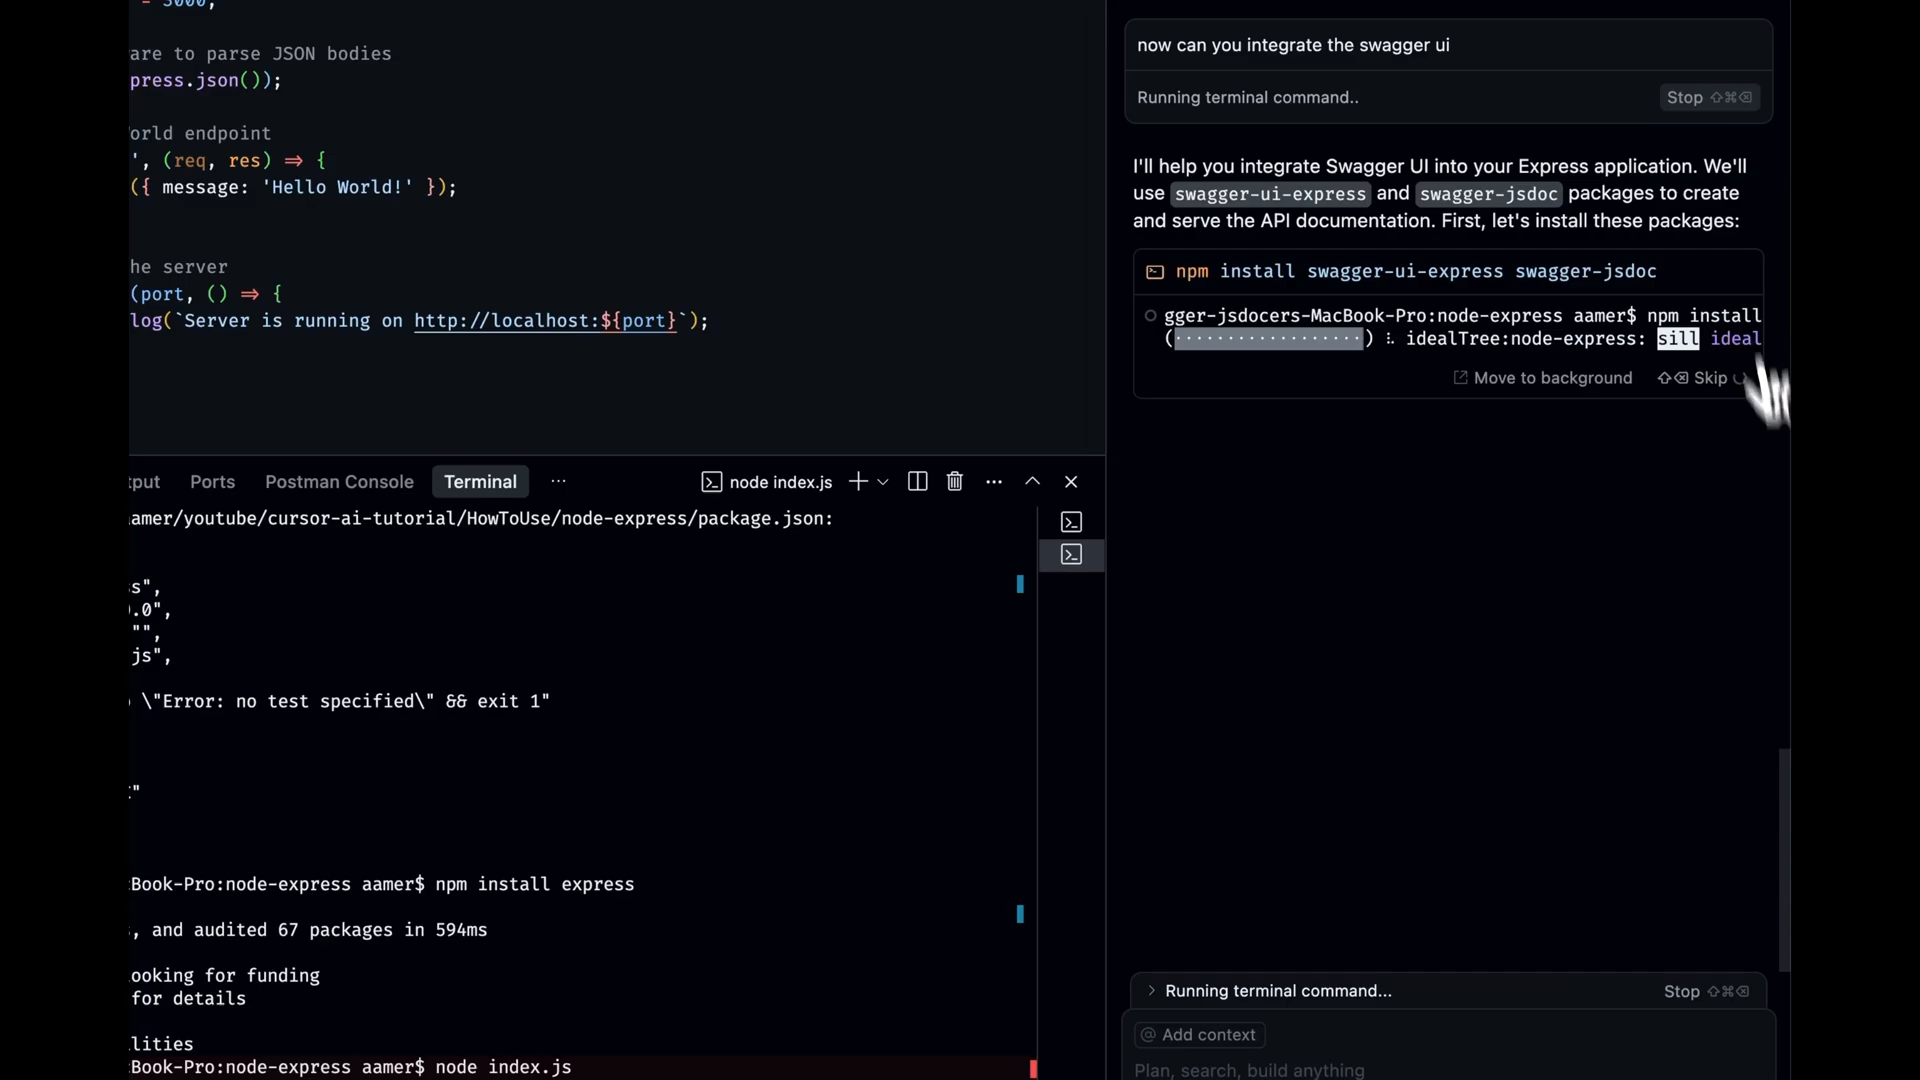 = 3000;
are to parse JSON bodies
press.json());
orld endpoint
', (req, res) => {
({ message: 'Hello World!' });
he server
(port, () => {
log(`Server is running on http://localhost:${port}`);
tput Ports Postman Console Terminal ... node index.js
amer/youtube/cursor-ai-tutorial/HowToUse/node-express/package.json:
s",
0.0",
"",
js",
\"Error: no test specified\" && exit 1"
"
Book-Pro:node-express aamer$ npm install express
, and audited 67 packages in 594ms
ooking for funding
for details
lities
Book-Pro:node-express aamer$ node index.js
now can you integrate the swagger ui
Running terminal command.. Stop ⇧⌘⌫
I'll help you integrate Swagger UI into your Express application. We'll
use swagger-ui-express and swagger-jsdoc packages to create
and serve the API documentation. First, let's install these packages:
npm install swagger-ui-express swagger-jsdoc
gger-jsdocers-MacBook-Pro:node-express aamer$ npm install
(..................) ⠧ idealTree:node-express: sill ideal
Move to background ⇧⌫ Skip
Running terminal command... Stop ⇧⌘⌫
@ Add context
Plan, search, build anything